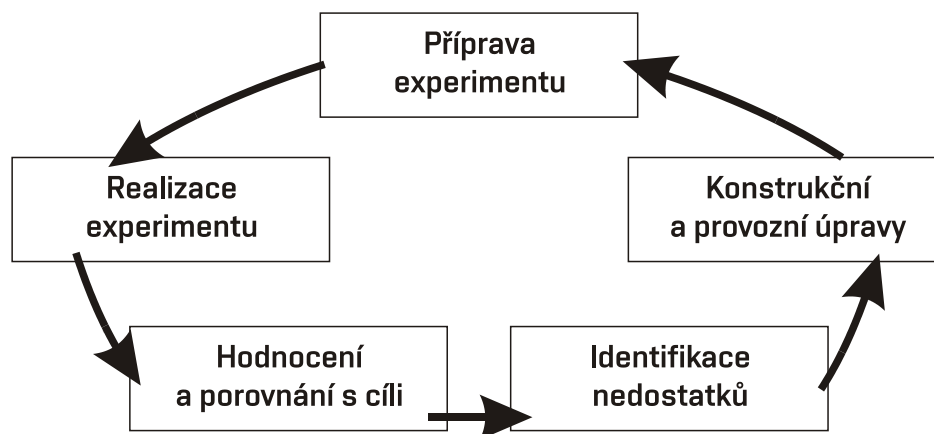 Příprava
experimentu
Realizace
experimentu
Konstrukční
a provozní úpravy
Hodnocení
a porovnání s cíli
Identifikace
nedostatků